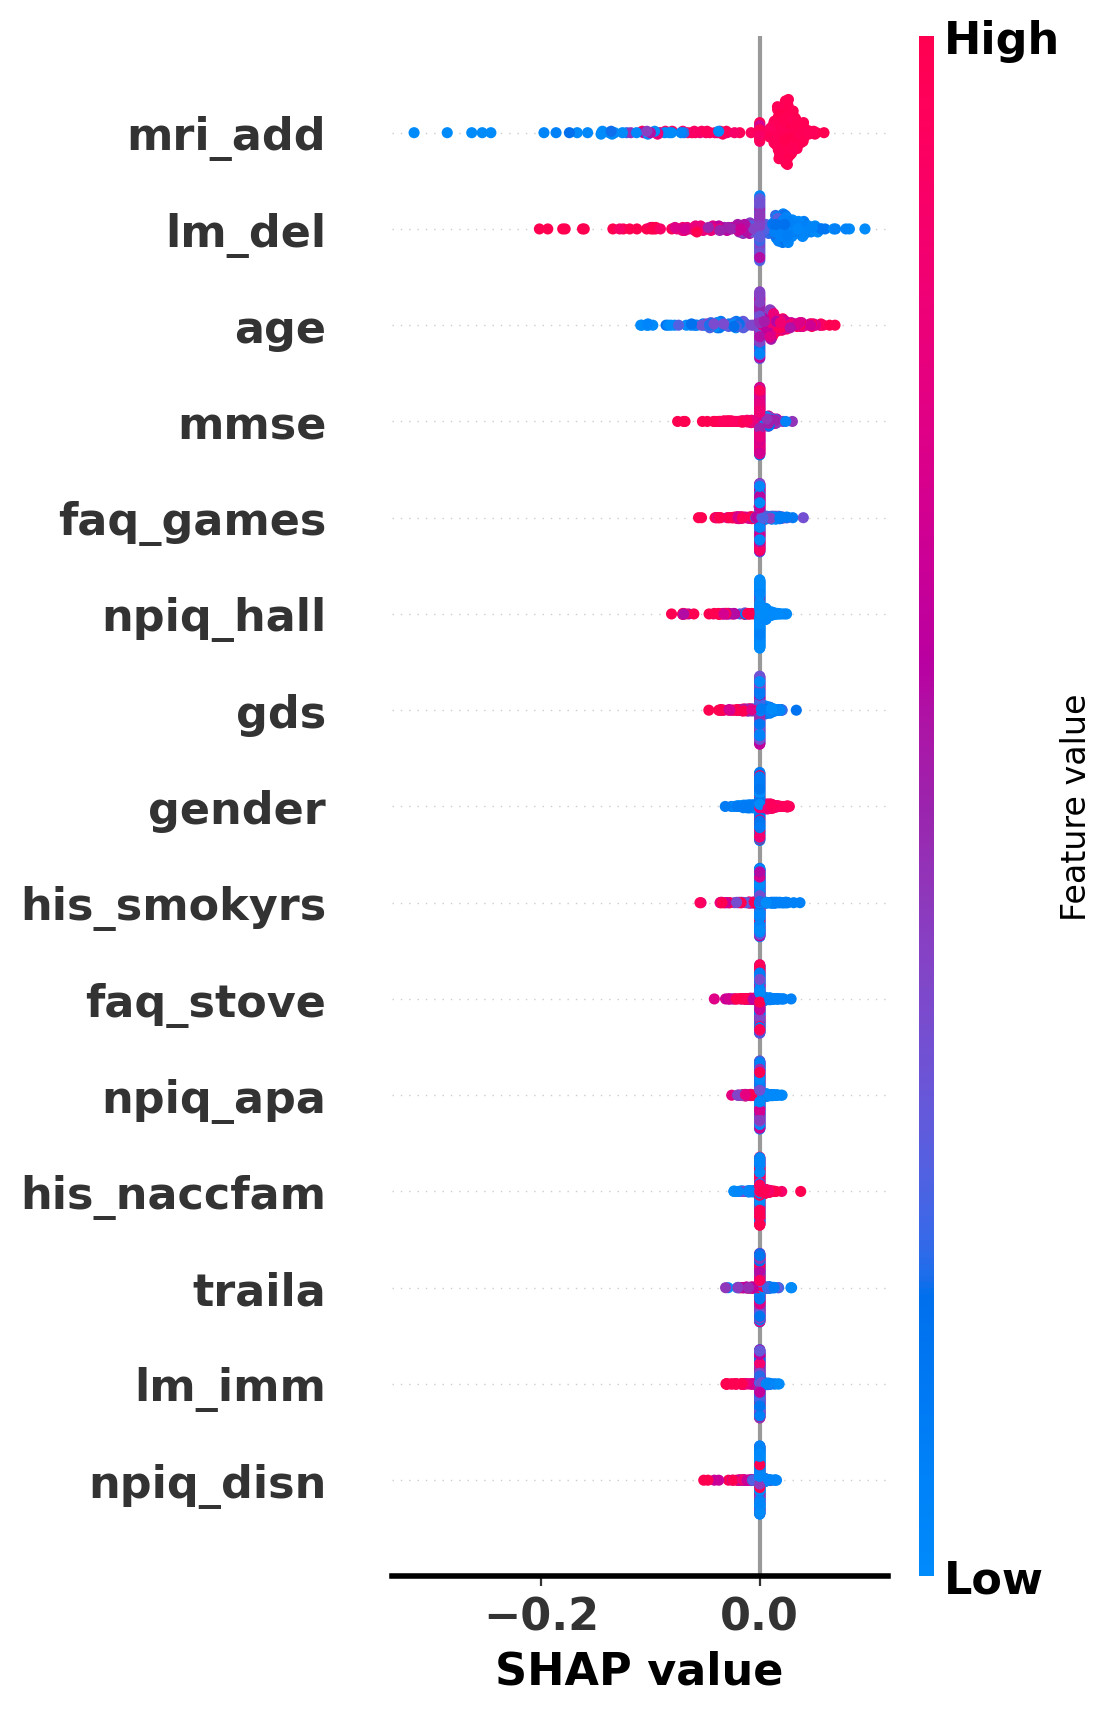 High
mri_add
lm_del
age
mmse
faq_games
npiq_hall
gds
gender
his_smokyrs
faq_stove
npiq_apa
his_naccfam
traila
lm_imm
npiq_disn
Feature value
Low
−0.2 0.0
SHAP value